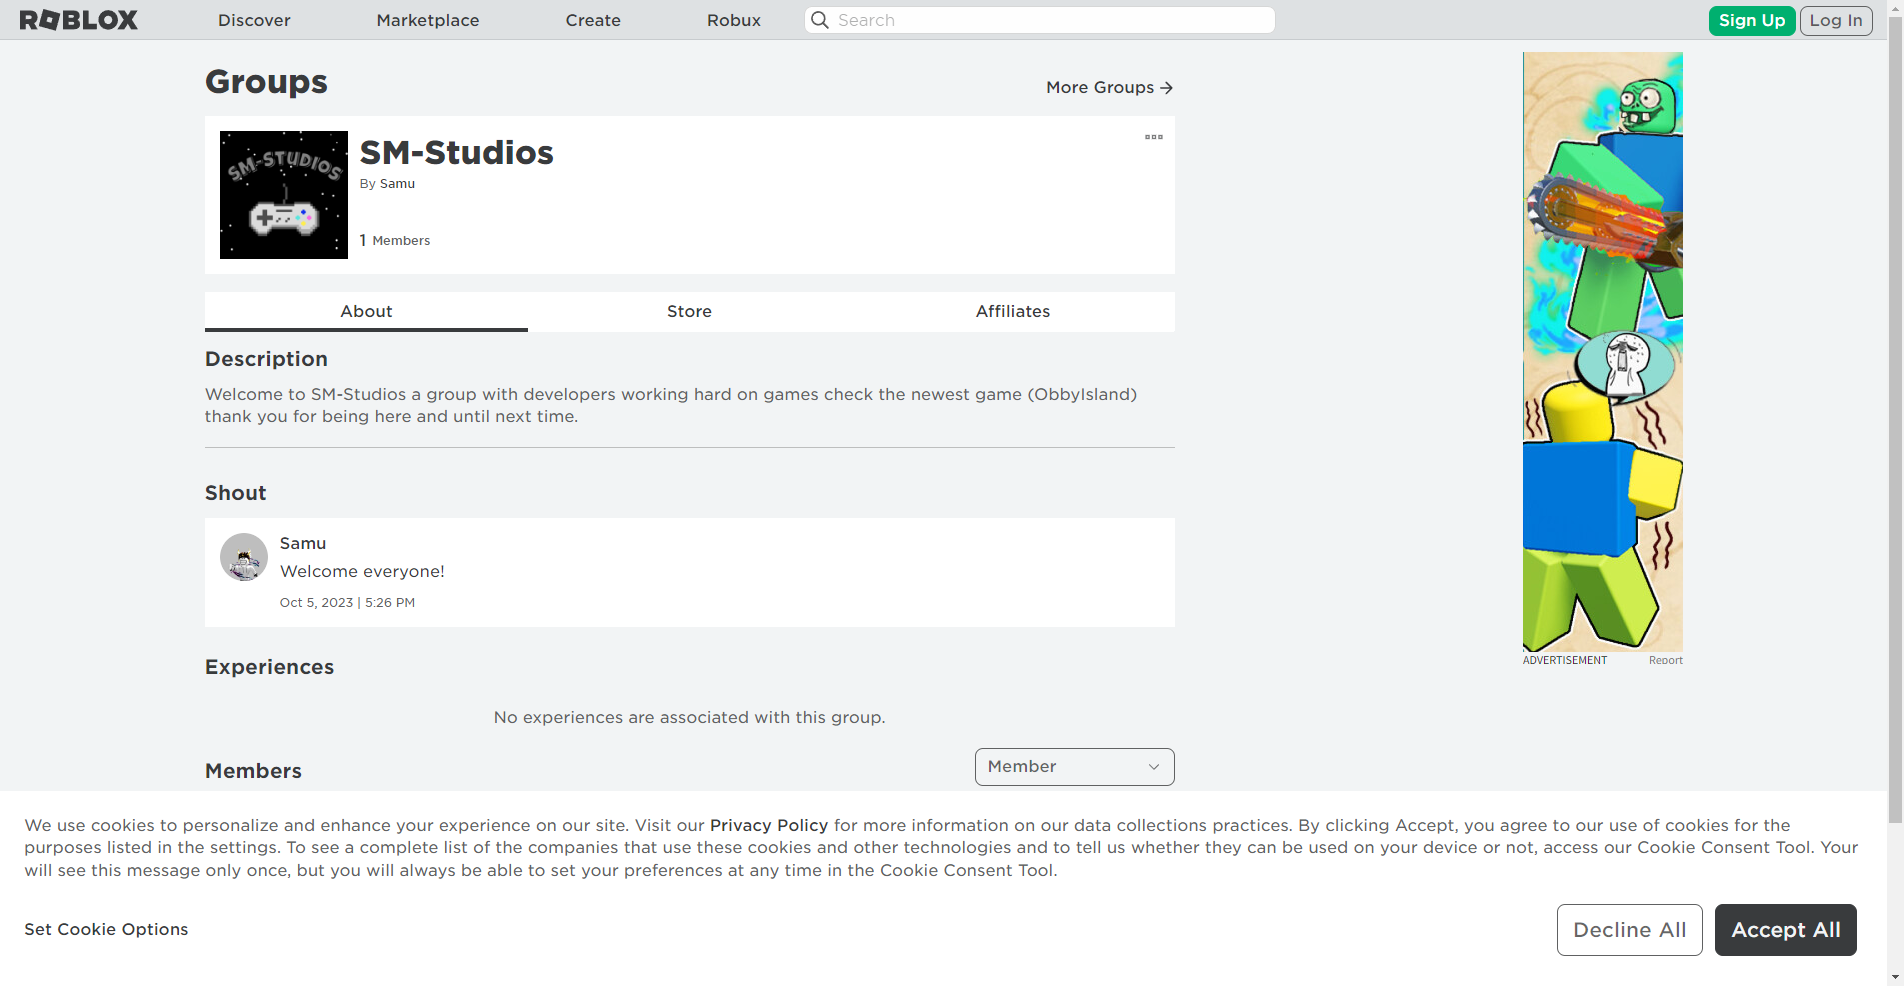 ROBLOX
Discover
Marketplace
Create
Robux
Search
Sign Up
Log In
Groups
More Groups
SM-STUDIOS
SM-Studios
By Samu
1 Members
About
Store
Affiliates
Description
Welcome to SM-Studios a group with developers working hard on games check the newest game (ObbyIsland)
thank you for being here and until next time.
Shout
Samu
Welcome everyone!
Oct 5, 2023 | 5:26 PM
Experiences
No experiences are associated with this group.
Members
Member
ADVERTISEMENT
Report
We use cookies to personalize and enhance your experience on our site. Visit our Privacy Policy for more information on our data collections practices. By clicking Accept, you agree to our use of cookies for the
purposes listed in the settings. To see a complete list of the companies that use these cookies and other technologies and to tell us whether they can be used on your device or not, access our Cookie Consent Tool. Your
will see this message only once, but you will always be able to set your preferences at any time in the Cookie Consent Tool.
Set Cookie Options
Decline All
Accept All